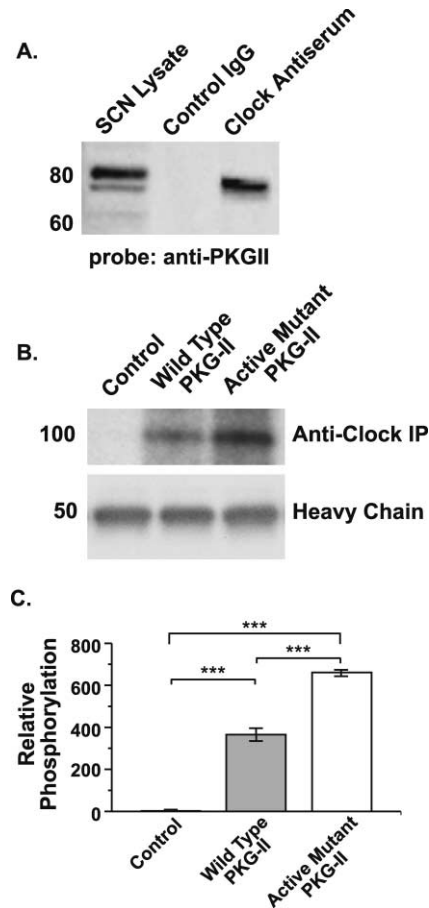 A.
SCN Lysate
Control IgG
Clock Antiserum
80
60
probe: anti-PKGII
B.
Control
Wild Type
PKG-II
Active Mutant
PKG-II
100
Anti-Clock IP
50
Heavy Chain
C.
***
***
***
Relative
Phosphorylation
800
600
400
200
0
Control
Wild Type
PKG-II
Active Mutant
PKG-II